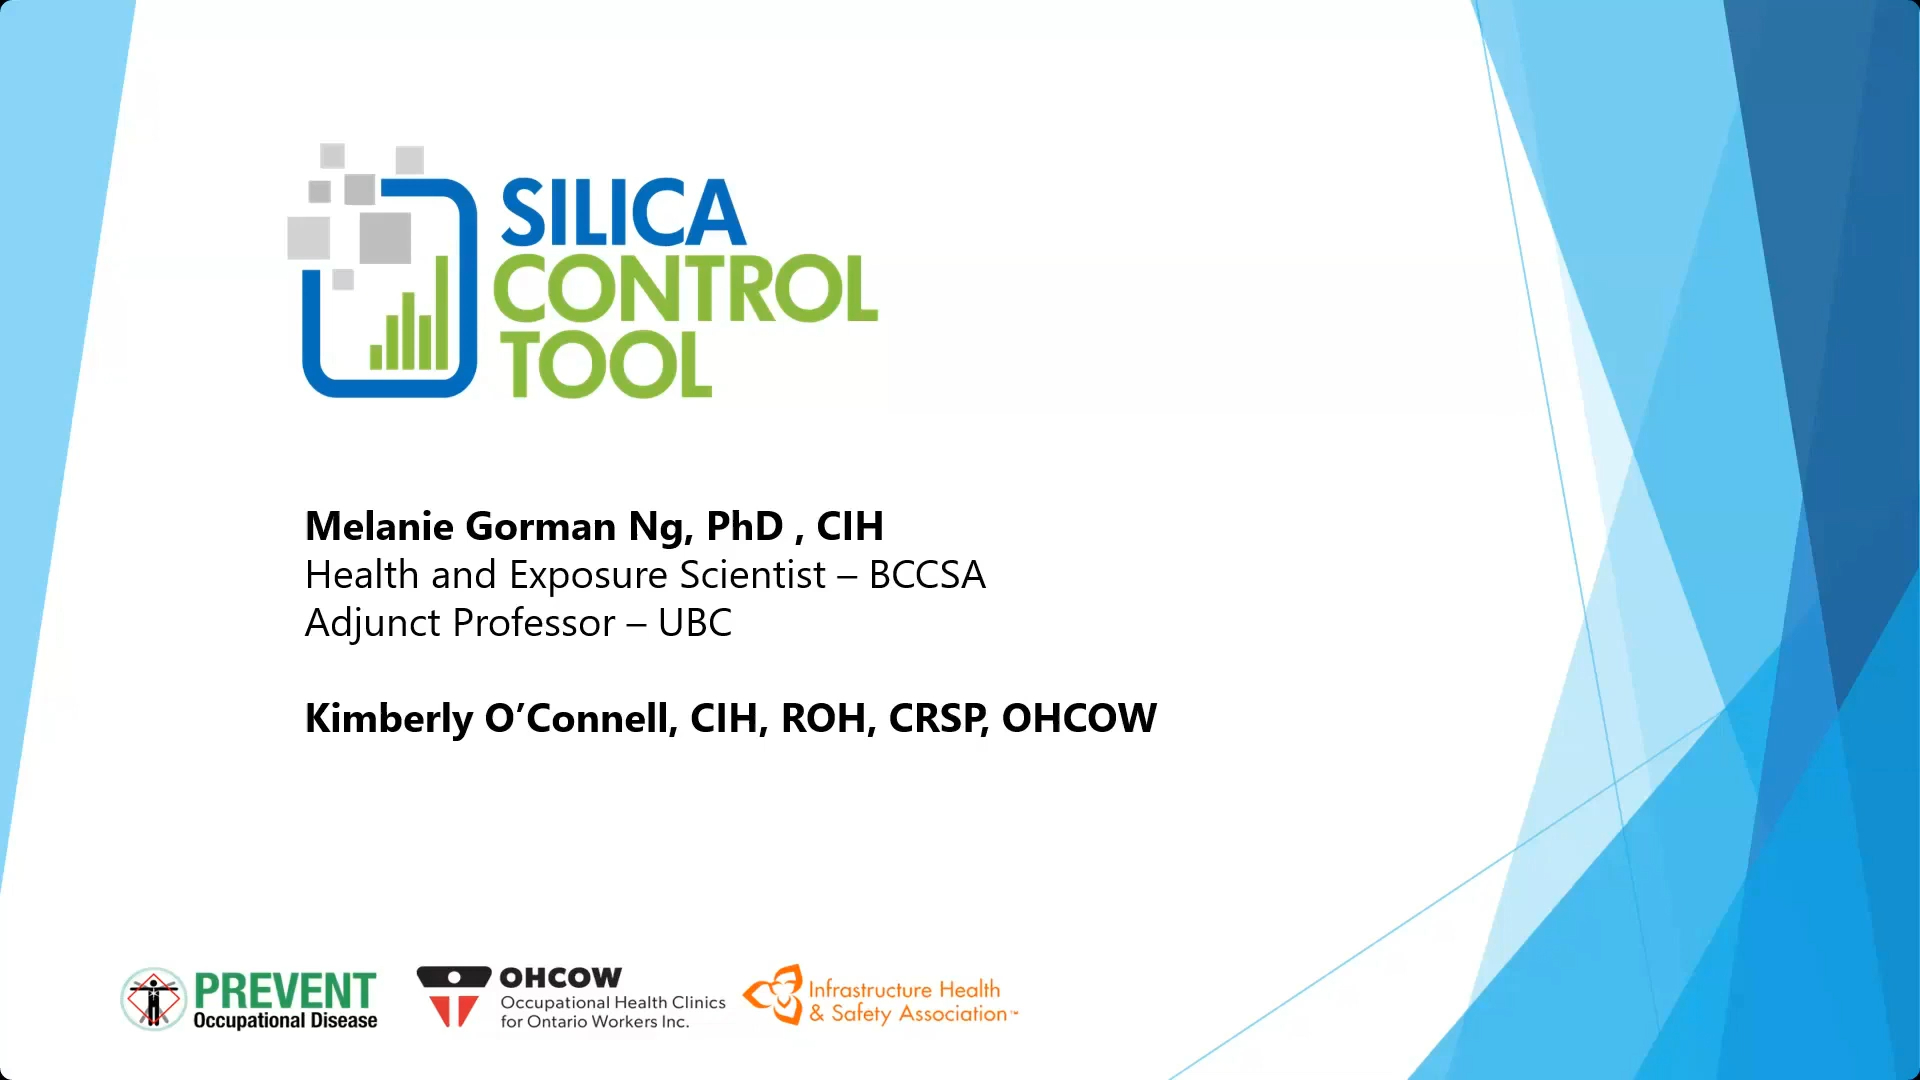 SILICA
CONTROL
TOOL
Melanie Gorman Ng, PhD , CIH
Health and Exposure Scientist – BCCSA
Adjunct Professor – UBC
Kimberly O’Connell, CIH, ROH, CRSP, OHCOW
PREVENT
Occupational Disease
OHCOW
Occupational Health Clinics
for Ontario Workers Inc.
Infrastructure Health
& Safety Association™